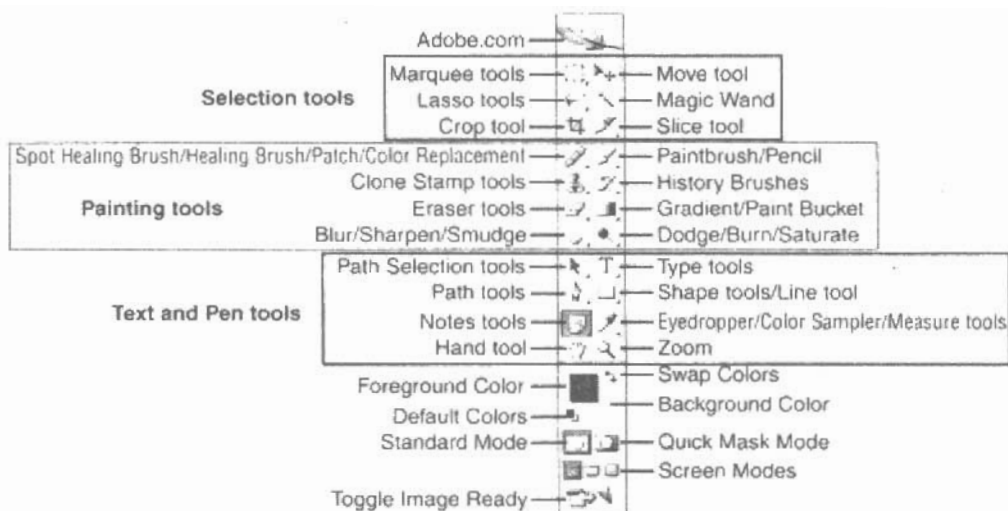 Adobe.com
Marquee tools Move tool
Selection tools
Lasso tools Magic Wand
Crop tool Slice tool
Spot Healing Brush/Healing Brush/Patch/Color Replacement Paintbrush/Pencil
Clone Stamp tools History Brushes
Painting tools
Eraser tools Gradient/Paint Bucket
Blur/Sharpen/Smudge Dodge/Burn/Saturate
Path Selection tools T Type tools
Path tools Shape tools/Line tool
Text and Pen tools
Notes tools Eyedropper/Color Sampler/Measure tools
Hand tool Zoom
Swap Colors
Foreground Color
Background Color
Default Colors
Standard Mode Quick Mask Mode
Screen Modes
Toggle Image Ready